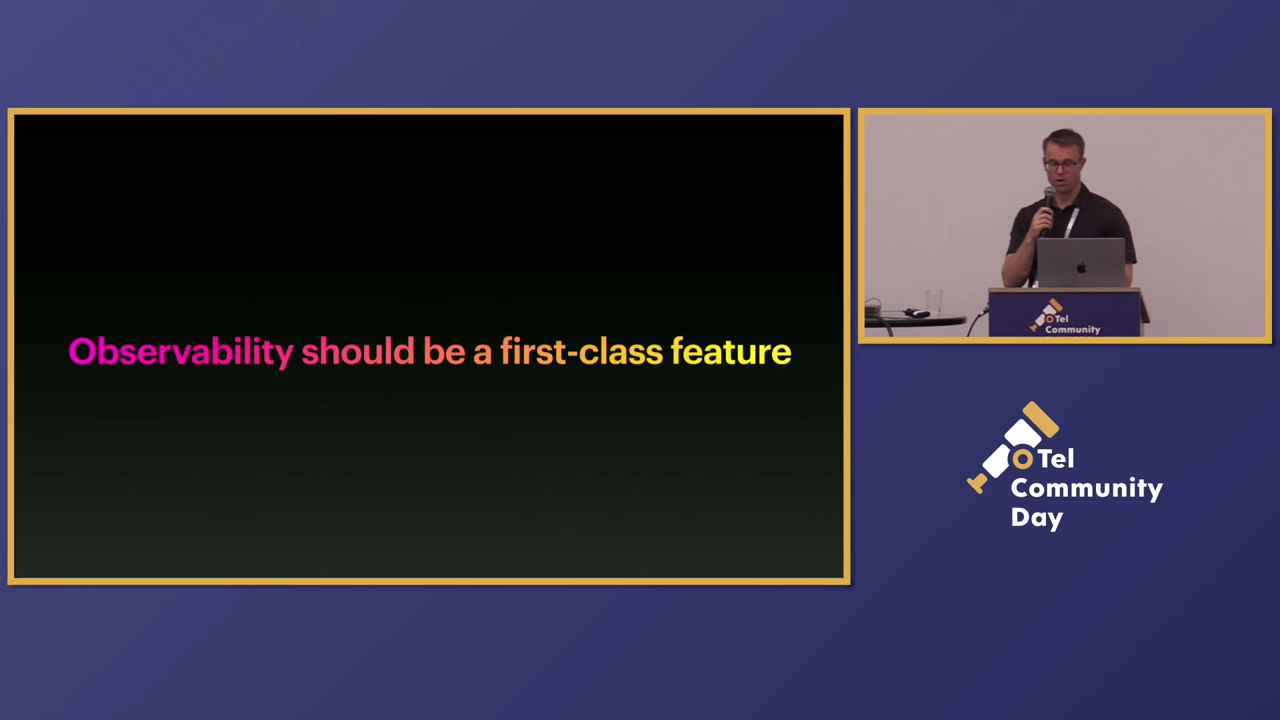 Observability should be a first-class feature
OTel
Community
OTel
Community
Day